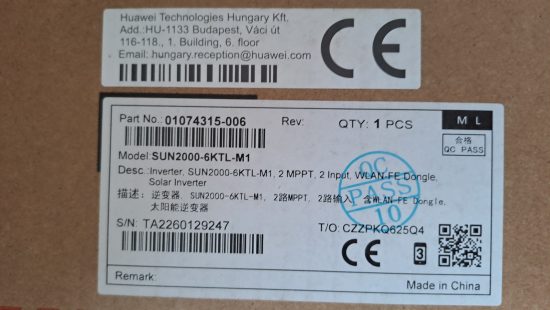 Huawei Technologies Hungary Kft.
Add.:HU-1133 Budapest, Váci út
116-118., 1. Building, 6. floor
Email: hungary.reception@huawei.com
CE
Part No.: 01074315-006 Rev: QTY: 1 PCS
M L
合格
QC PASS
Model: SUN2000-6KTL-M1
Desc.: Inverter, SUN2000-6KTL-M1, 2 MPPT, 2 Input, WLAN-FE Dongle,
Solar Inverter
QC
PASS
10
描述: 逆变器, SUN2000-6KTL-M1, 2路MPPT, 2路输入, 含WLAN-FE Dongle,
太阳能逆变器
S/N: TA2260129247 T/O: CZZPKQ625Q4
CE
3
Remark: Made in China